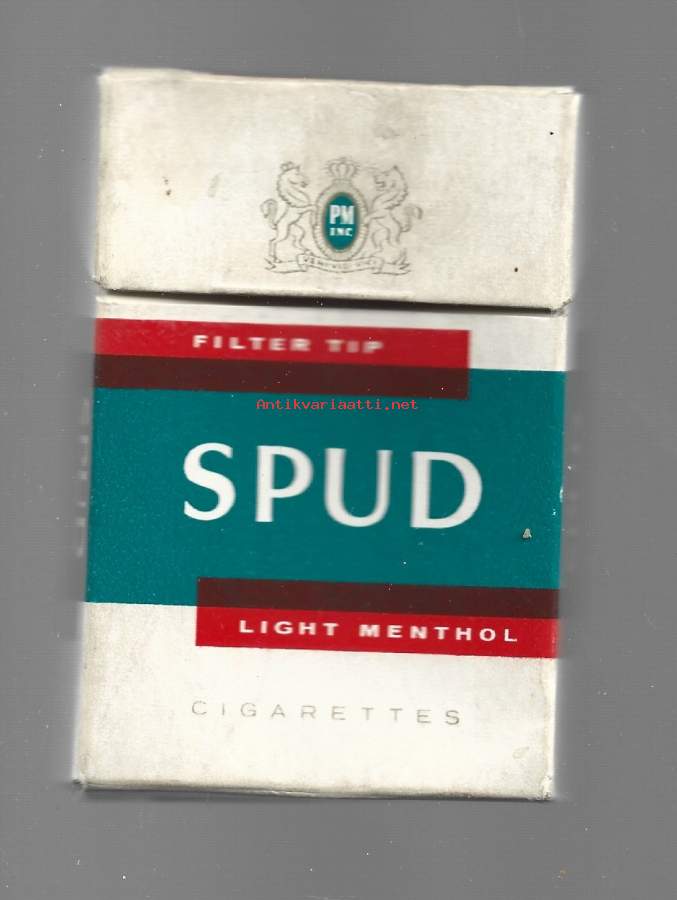 PM
INC
FILTER TIP
Antikvariaatti.net
SPUD
LIGHT MENTHOL
CIGARETTES